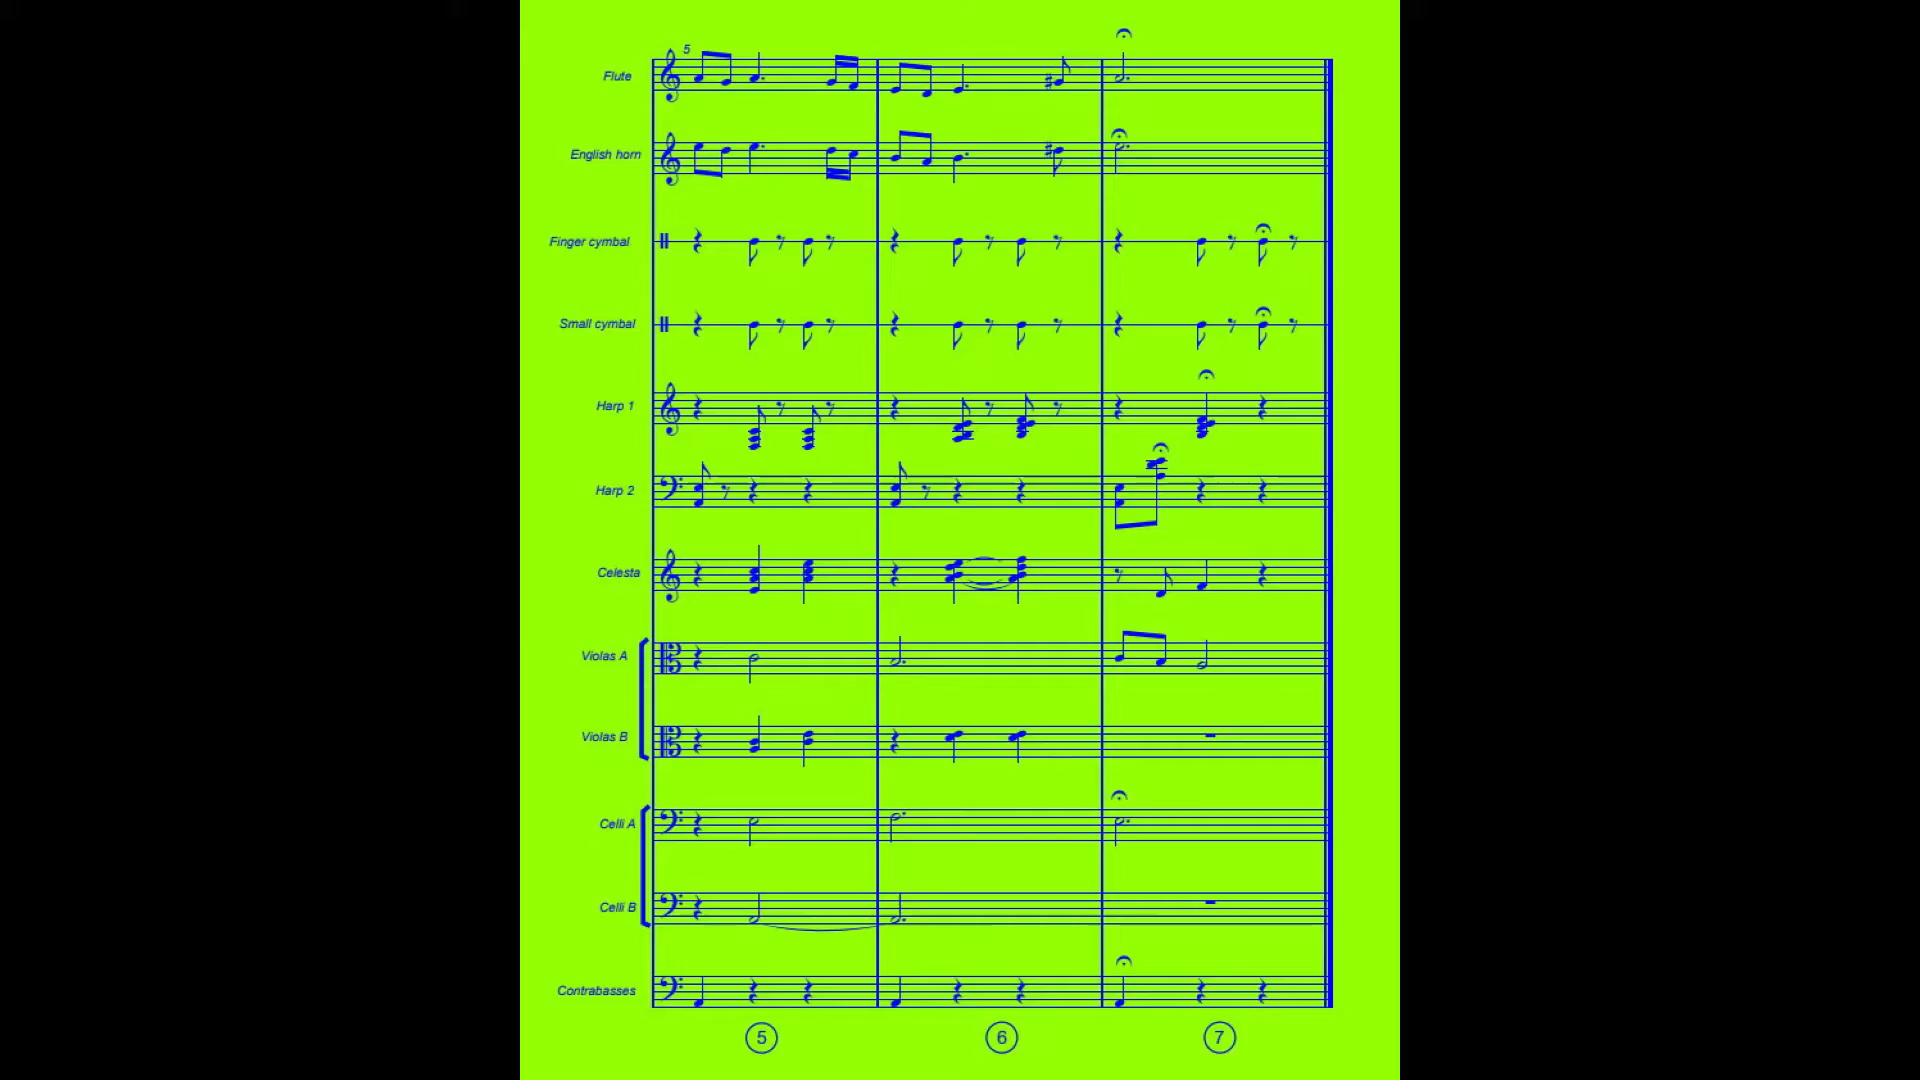 5
Flute
English horn
Finger cymbal
Small cymbal
Harp 1
Harp 2
Celesta
Violas A
Violas B
Celli A
Celli B
Contrabasses
5 6 7